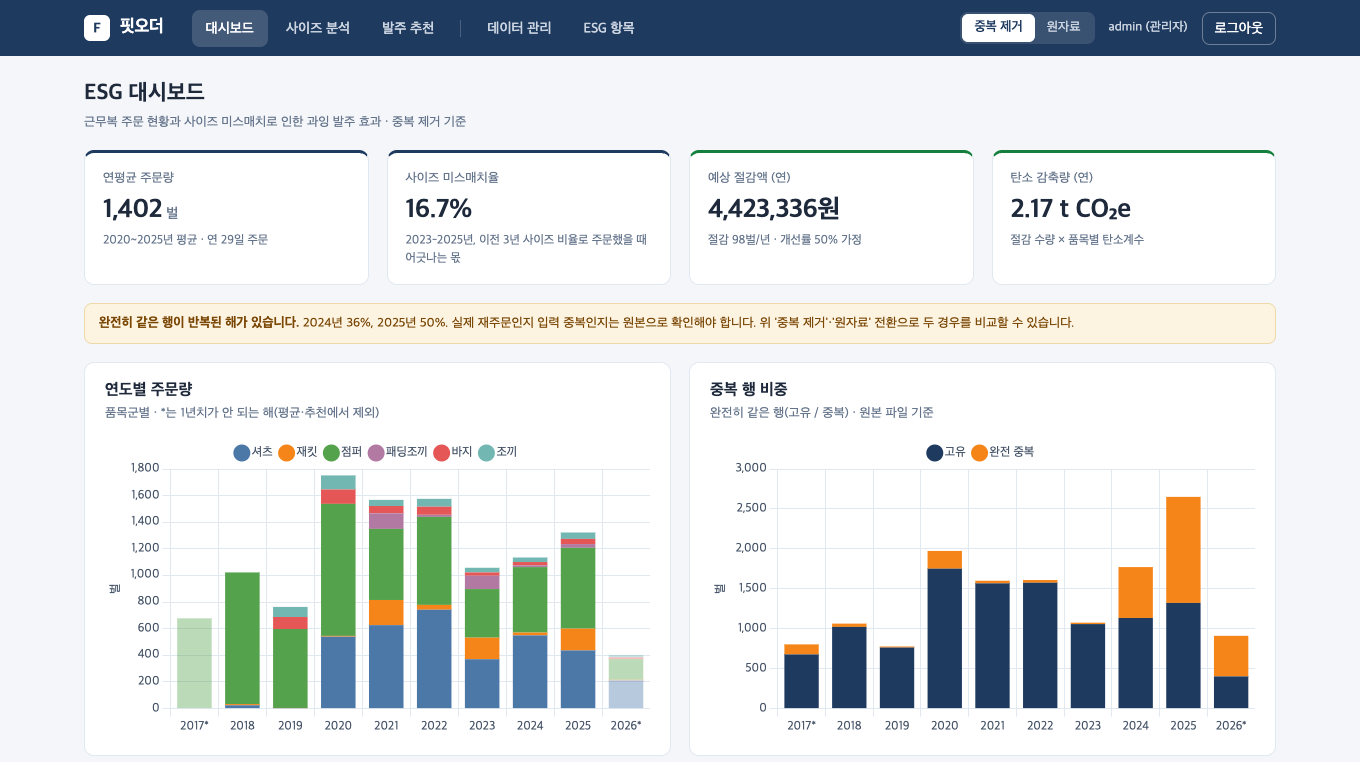 F 핏오더 대시보드 사이즈 분석 발주 추천 데이터 관리 ESG 항목 중복 제거 원자료 admin (관리자) 로그아웃
ESG 대시보드
근무복 주문 현황과 사이즈 미스매치로 인한 과잉 발주 효과 · 중복 제거 기준
연평균 주문량
1,402 벌
2020~2025년 평균 · 연 29일 주문
사이즈 미스매치율
16.7%
2023-2025년, 이전 3년 사이즈 비율로 주문했을 때
어긋나는 몫
예상 절감액 (연)
4,423,336원
절감 98벌/년 · 개선률 50% 가정
탄소 감축량 (연)
2.17 t CO₂e
절감 수량 × 품목별 탄소계수
완전히 같은 행이 반복된 해가 있습니다. 2024년 36%, 2025년 50%. 실제 재주문인지 입력 중복인지는 원본으로 확인해야 합니다. 위 '중복 제거'·'원자료' 전환으로 두 경우를 비교할 수 있습니다.
연도별 주문량
품목군별 · *는 1년치가 안 되는 해(평균·추천에서 제외)
셔츠 재킷 점퍼 패딩조끼 바지 조끼
벌
1,800
1,600
1,400
1,200
1,000
800
600
400
200
0
2017* 2018 2019 2020 2021 2022 2023 2024 2025 2026*
중복 행 비중
완전히 같은 행(고유 / 중복) · 원본 파일 기준
고유 완전 중복
벌
3,000
2,500
2,000
1,500
1,000
500
0
2017* 2018 2019 2020 2021 2022 2023 2024 2025 2026*